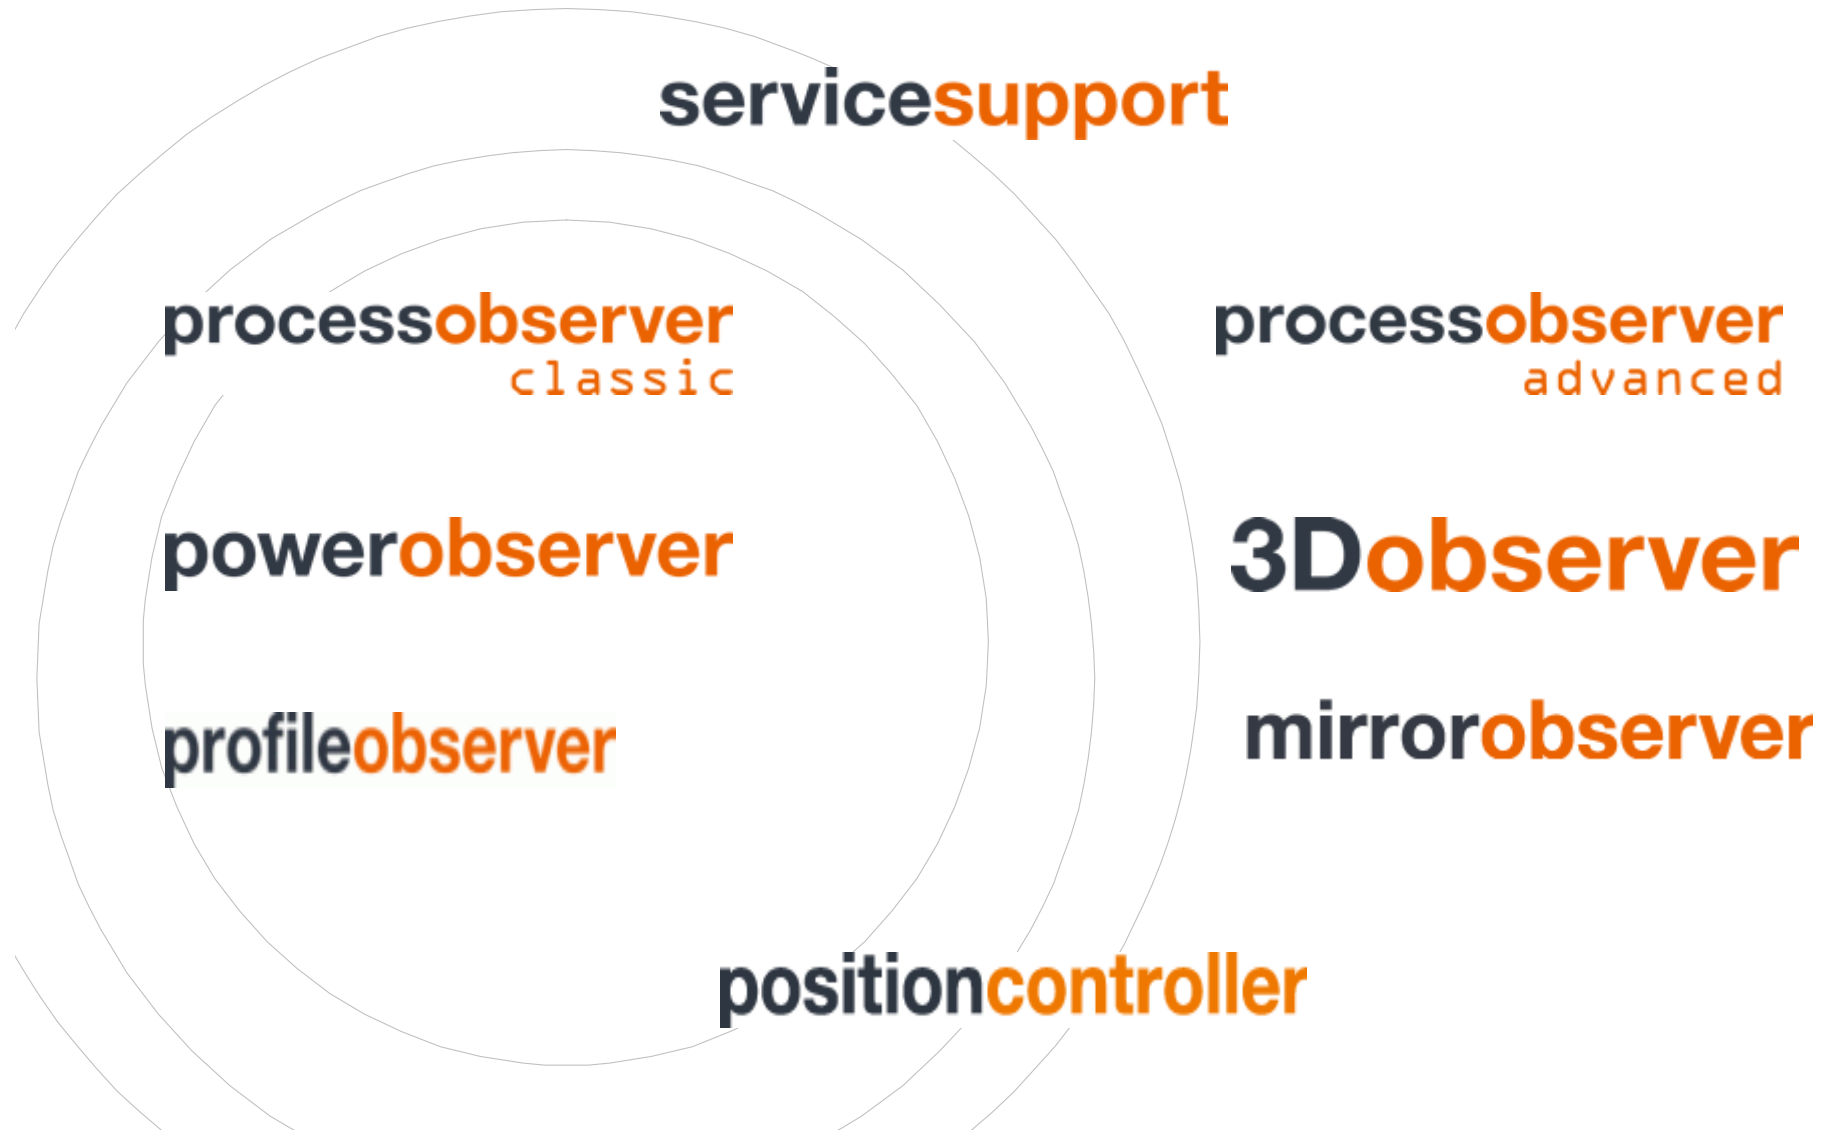 servicesupport
processobserver
classic
processobserver
advanced
powerobserver
3Dobserver
profileobserver
mirrorobserver
positioncontroller